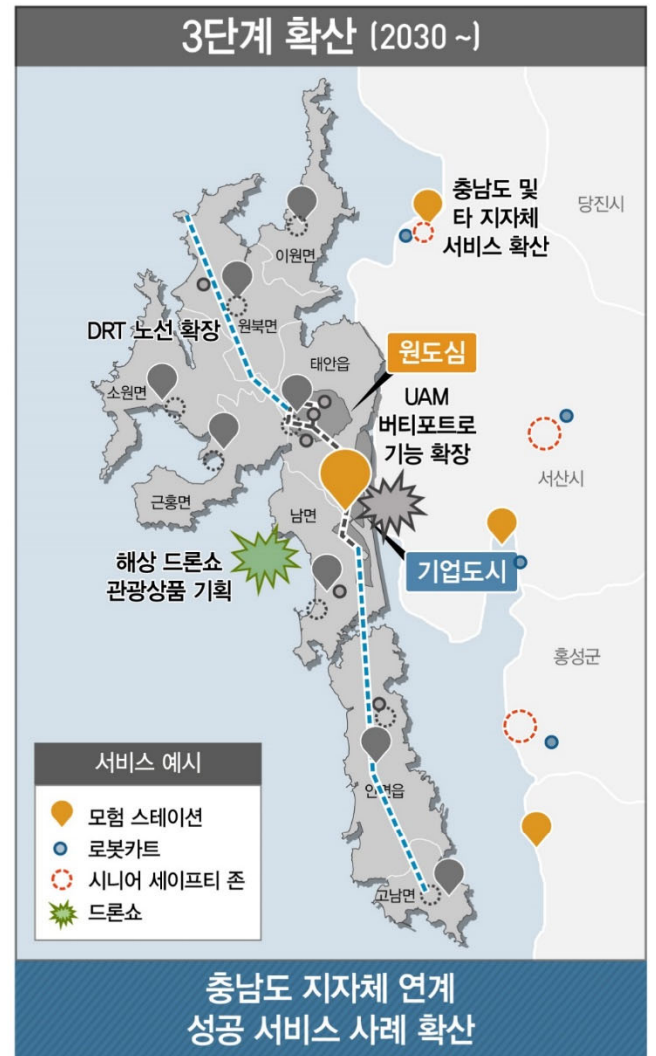 3단계 확산 (2030 ~)
충남도 및
타 지자체
서비스 확산
당진시
이원면
원북면
DRT 노선 확장
태안읍
원도심
소원면
UAM
버티포트로
기능 확장
근흥면
남면
서산시
해상 드론쇼
관광상품 기획
기업도시
홍성군
안면읍
고남면
서비스 예시
모험 스테이션
로봇카트
시니어 세이프티 존
드론쇼
충남도 지자체 연계
성공 서비스 사례 확산